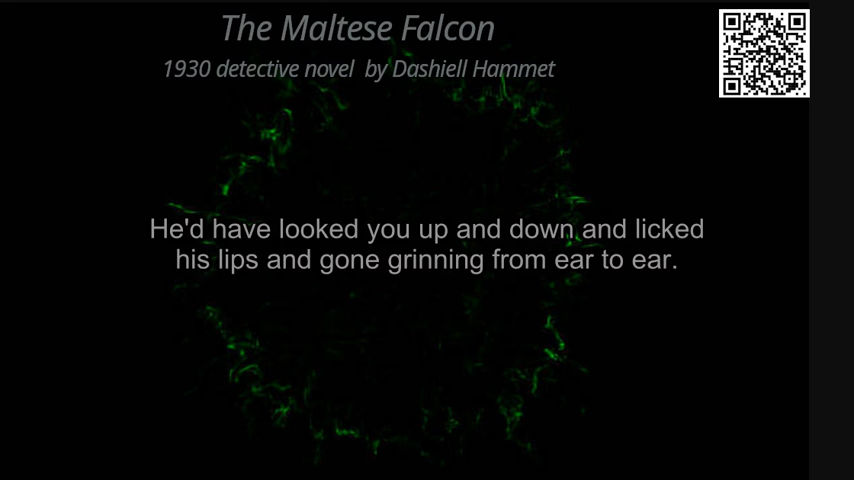 The Maltese Falcon
1930 detective novel by Dashiell Hammet
He'd have looked you up and down and licked
his lips and gone grinning from ear to ear.